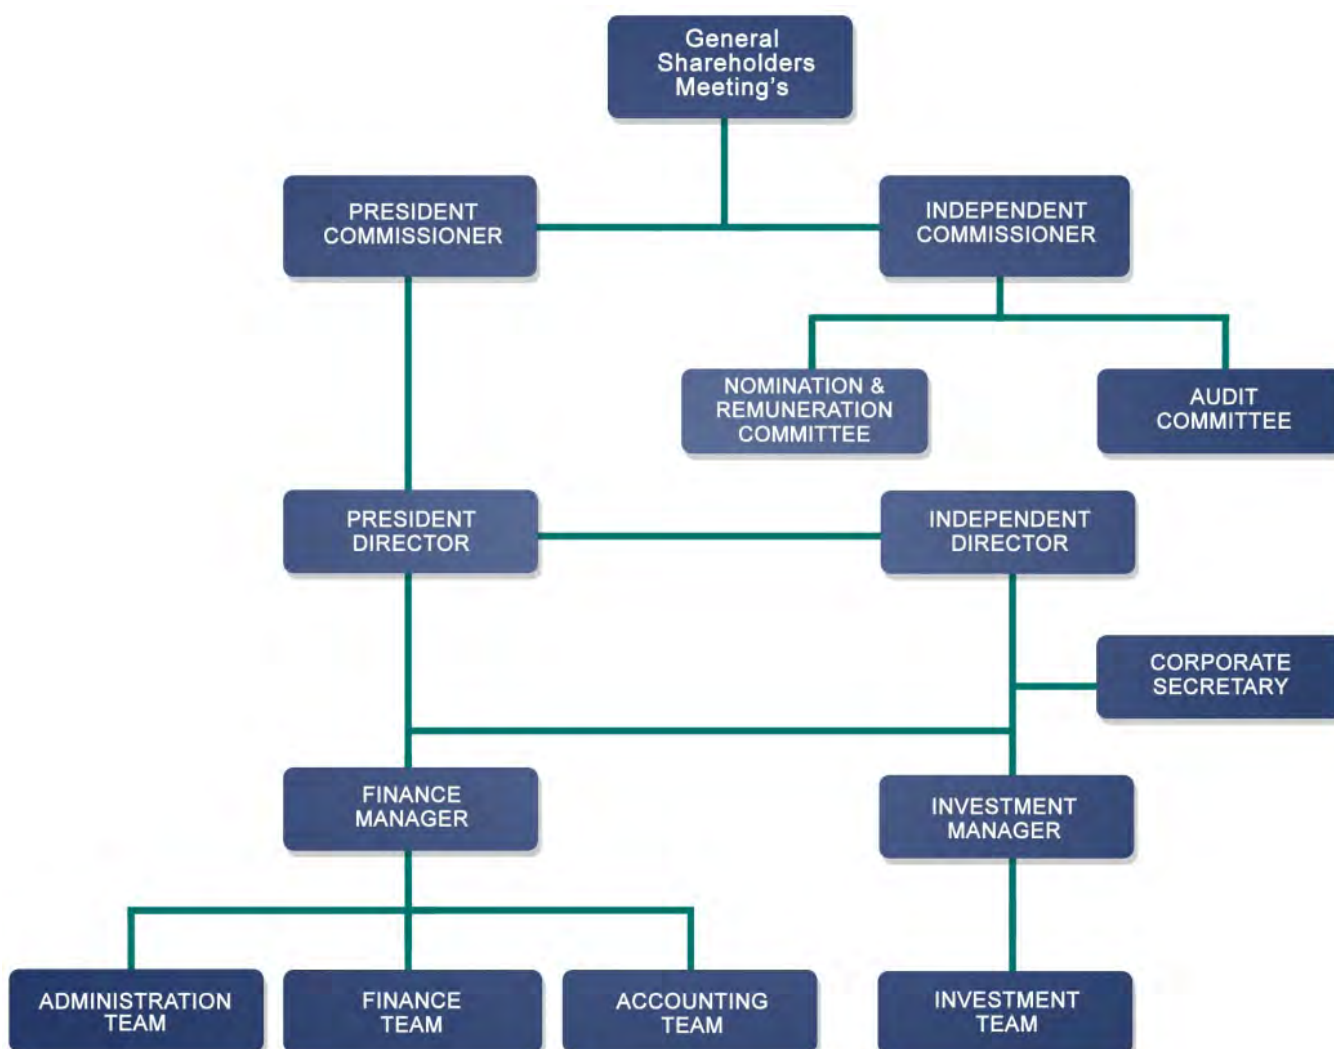 General
Shareholders
Meeting's
PRESIDENT
COMMISSIONER
INDEPENDENT
COMMISSIONER
NOMINATION &
REMUNERATION
COMMITTEE
AUDIT
COMMITTEE
PRESIDENT
DIRECTOR
INDEPENDENT
DIRECTOR
CORPORATE
SECRETARY
FINANCE
MANAGER
INVESTMENT
MANAGER
ADMINISTRATION
TEAM
FINANCE
TEAM
ACCOUNTING
TEAM
INVESTMENT
TEAM